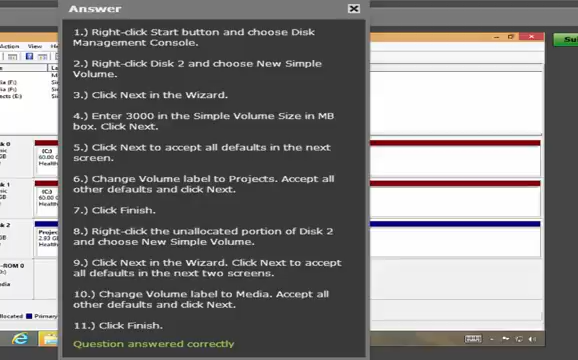 Answer
1.) Right-click Start button and choose Disk
Management Console.
2.) Right-click Disk 2 and choose New Simple
Volume.
3.) Click Next in the Wizard.
4.) Enter 3000 in the Simple Volume Size in MB
box. Click Next.
5.) Click Next to accept all defaults in the next
screen.
6.) Change Volume label to Projects. Accept all
other defaults and click Next.
7.) Click Finish.
8.) Right-click the unallocated portion of Disk 2
and choose New Simple Volume.
9.) Click Next in the Wizard. Click Next to accept
all defaults in the next two screens.
10.) Change Volume label to Media. Accept all
other defaults and click Next.
11.) Click Finish.
Question answered correctly
Action View
(C:)
(C:)